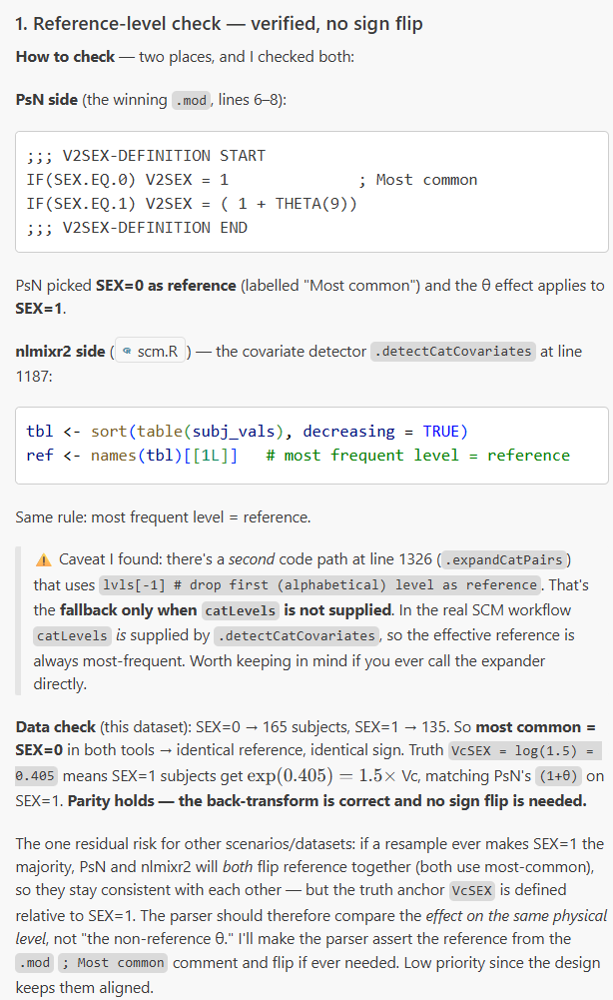 1. Reference-level check — verified, no sign flip
How to check — two places, and I checked both:
PsN side (the winning .mod, lines 6–8):
;;; V2SEX-DEFINITION START
IF(SEX.EQ.0) V2SEX = 1 ; Most common
IF(SEX.EQ.1) V2SEX = ( 1 + THETA(9))
;;; V2SEX-DEFINITION END
PsN picked SEX=0 as reference (labelled "Most common") and the θ effect applies to
SEX=1.
nlmixr2 side ( scm.R ) — the covariate detector .detectCatCovariates at line
1187:
tbl <- sort(table(subj_vals), decreasing = TRUE)
ref <- names(tbl)[[1L]] # most frequent level = reference
Same rule: most frequent level = reference.
⚠️ Caveat I found: there's a second code path at line 1326 (.expandCatPairs)
that uses lvls[-1] # drop first (alphabetical) level as reference. That's
the fallback only when catLevels is not supplied. In the real SCM workflow
catLevels is supplied by .detectCatCovariates, so the effective reference is
always most-frequent. Worth keeping in mind if you ever call the expander
directly.
Data check (this dataset): SEX=0 → 165 subjects, SEX=1 → 135. So most common =
SEX=0 in both tools → identical reference, identical sign. Truth VcSEX = log(1.5) =
0.405 means SEX=1 subjects get exp(0.405) = 1.5× Vc, matching PsN's (1+θ) on
SEX=1. Parity holds — the back-transform is correct and no sign flip is needed.
The one residual risk for other scenarios/datasets: if a resample ever makes SEX=1 the
majority, PsN and nlmixr2 will both flip reference together (both use most-common),
so they stay consistent with each other — but the truth anchor VcSEX is defined
relative to SEX=1. The parser should therefore compare the effect on the same physical
level, not "the non-reference θ." I'll make the parser assert the reference from the
.mod ; Most common comment and flip if ever needed. Low priority since the design
keeps them aligned.